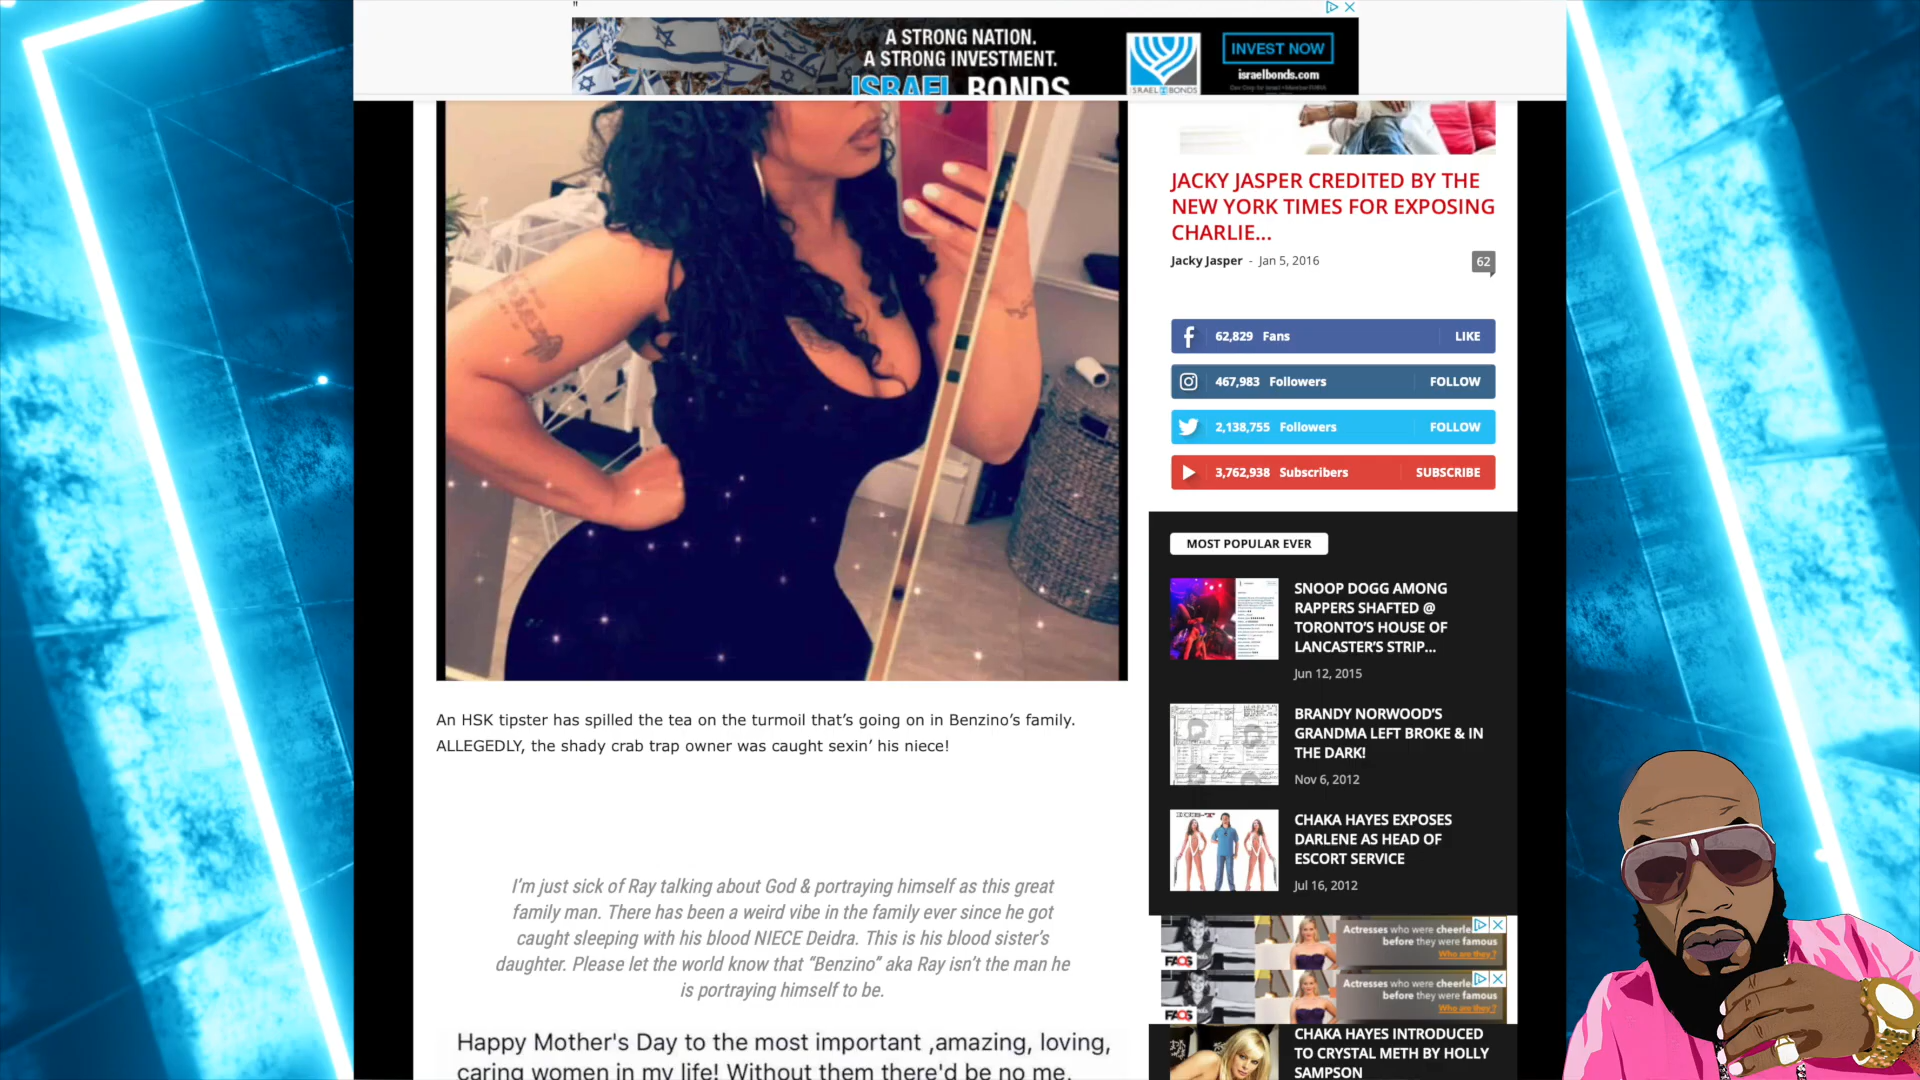 "
A STRONG NATION.
A STRONG INVESTMENT.
ISRAEL BONDS
ISRAEL BONDS
INVEST NOW
israelbonds.com
JACKY JASPER CREDITED BY THE
NEW YORK TIMES FOR EXPOSING
CHARLIE...
Jacky Jasper - Jan 5, 2016
62
62,829 Fans LIKE
467,983 Followers FOLLOW
2,138,755 Followers FOLLOW
3,762,938 Subscribers SUBSCRIBE
An HSK tipster has spilled the tea on the turmoil that’s going on in Benzino’s family.
ALLEGEDLY, the shady crab trap owner was caught sexin’ his niece!
I’m just sick of Ray talking about God & portraying himself as this great
family man. There has been a weird vibe in the family ever since he got
caught sleeping with his blood NIECE Deidra. This is his blood sister’s
daughter. Please let the world know that “Benzino” aka Ray isn’t the man he
is portraying himself to be.
Happy Mother's Day to the most important ,amazing, loving,
caring women in my life! Without them there'd be no me.
MOST POPULAR EVER
SNOOP DOGG AMONG
RAPPERS SHAFTED @
TORONTO’S HOUSE OF
LANCASTER’S STRIP...
Jun 12, 2015
BRANDY NORWOOD’S
GRANDMA LEFT BROKE & IN
THE DARK!
Nov 6, 2012
ICE-T
CHAKA HAYES EXPOSES
DARLENE AS HEAD OF
ESCORT SERVICE
Jul 16, 2012
Actresses who were cheerle
before they were famous
Who are they?
FAQS
Actresses who were cheerle
before they were famous
Who are they?
FAQS
CHAKA HAYES INTRODUCED
TO CRYSTAL METH BY HOLLY
SAMPSON